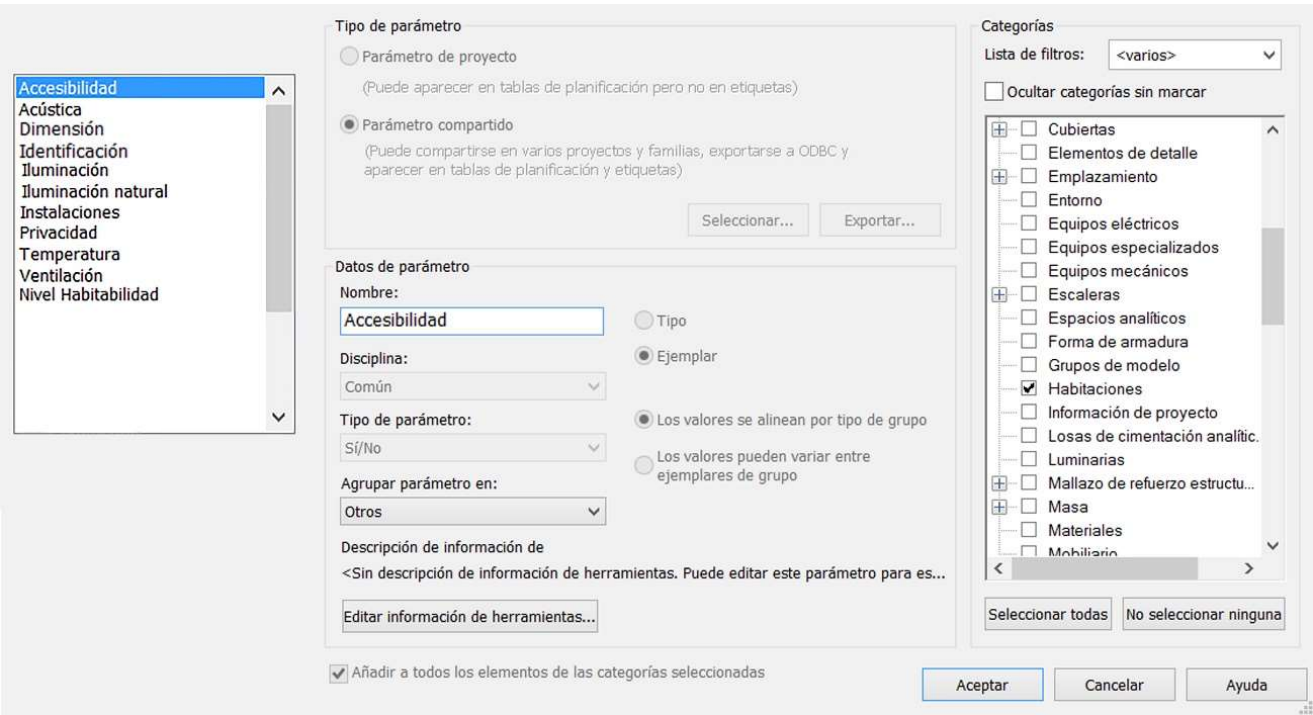 Accesibilidad
Acústica
Dimensión
Identificación
Iluminación
Iluminación natural
Instalaciones
Privacidad
Temperatura
Ventilación
Nivel Habitabilidad
Tipo de parámetro
Parámetro de proyecto
(Puede aparecer en tablas de planificación pero no en etiquetas)
Parámetro compartido
(Puede compartirse en varios proyectos y familias, exportarse a ODBC y
aparecer en tablas de planificación y etiquetas)
Seleccionar...
Exportar...
Datos de parámetro
Nombre:
Accesibilidad
Tipo
Disciplina:
Ejemplar
Común
Tipo de parámetro:
Los valores se alinean por tipo de grupo
Sí/No
Los valores pueden variar entre
ejemplares de grupo
Agrupar parámetro en:
Otros
Descripción de información de
<Sin descripción de información de herramientas. Puede editar este parámetro para es...
Editar información de herramientas...
Añadir a todos los elementos de las categorías seleccionadas
Categorías
Lista de filtros:
<varios>
Ocultar categorías sin marcar
Cubiertas
Elementos de detalle
Emplazamiento
Entorno
Equipos eléctricos
Equipos especializados
Equipos mecánicos
Escaleras
Espacios analíticos
Forma de armadura
Grupos de modelo
Habitaciones
Información de proyecto
Losas de cimentación analític.
Luminarias
Mallazo de refuerzo estructu...
Masa
Materiales
Mobiliario
Seleccionar todas
No seleccionar ninguna
Aceptar
Cancelar
Ayuda